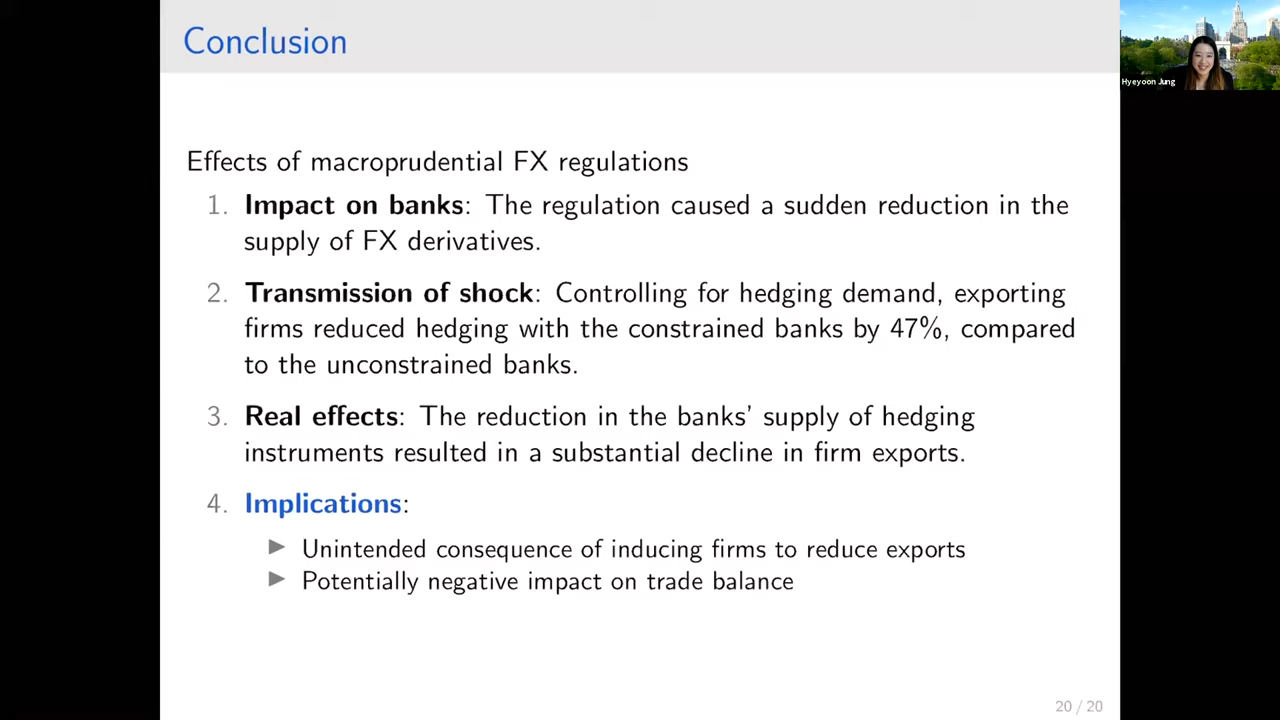 Conclusion
Hyeyoon Jung
Effects of macroprudential FX regulations
1. Impact on banks: The regulation caused a sudden reduction in the
supply of FX derivatives.
2. Transmission of shock: Controlling for hedging demand, exporting
firms reduced hedging with the constrained banks by 47%, compared
to the unconstrained banks.
3. Real effects: The reduction in the banks' supply of hedging
instruments resulted in a substantial decline in firm exports.
4. Implications:
▶ Unintended consequence of inducing firms to reduce exports
▶ Potentially negative impact on trade balance
20 / 20